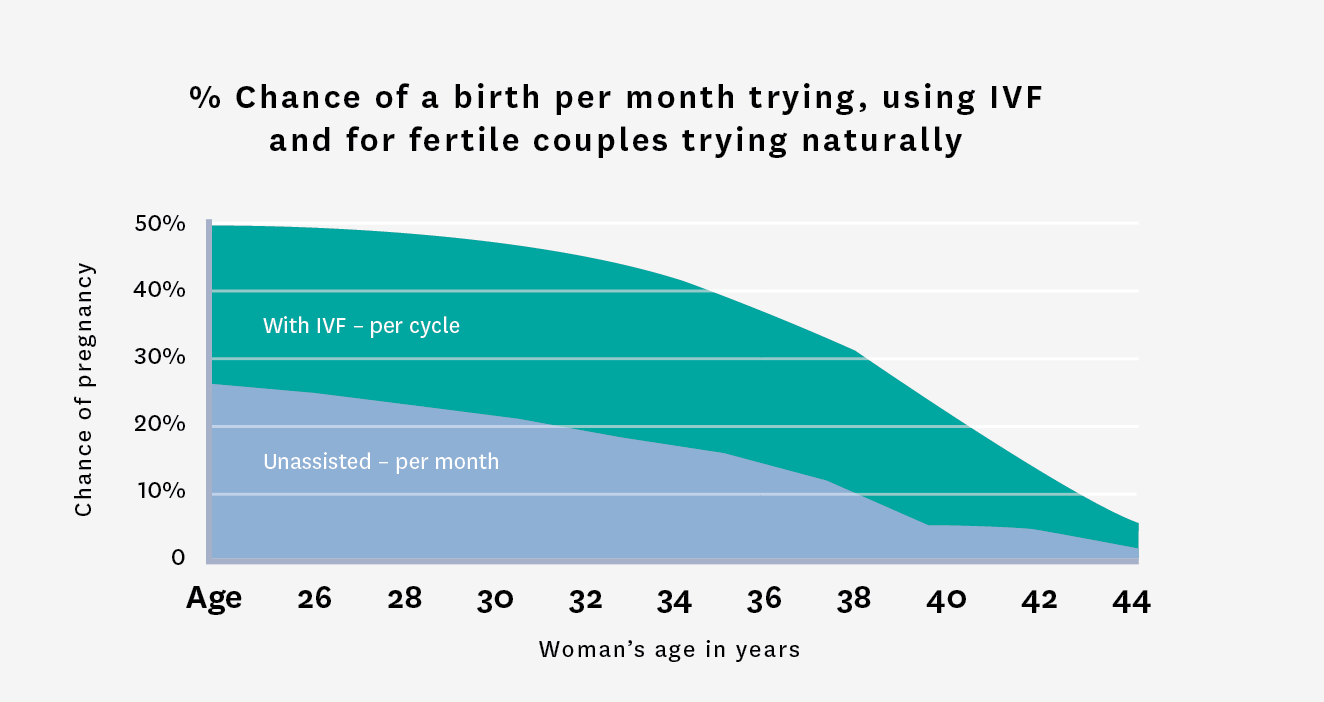 % Chance of a birth per month trying, using IVF
and for fertile couples trying naturally
Chance of pregnancy
50%
40%
30%
20%
10%
0
With IVF – per cycle
Unassisted – per month
Age 26 28 30 32 34 36 38 40 42 44
Woman’s age in years